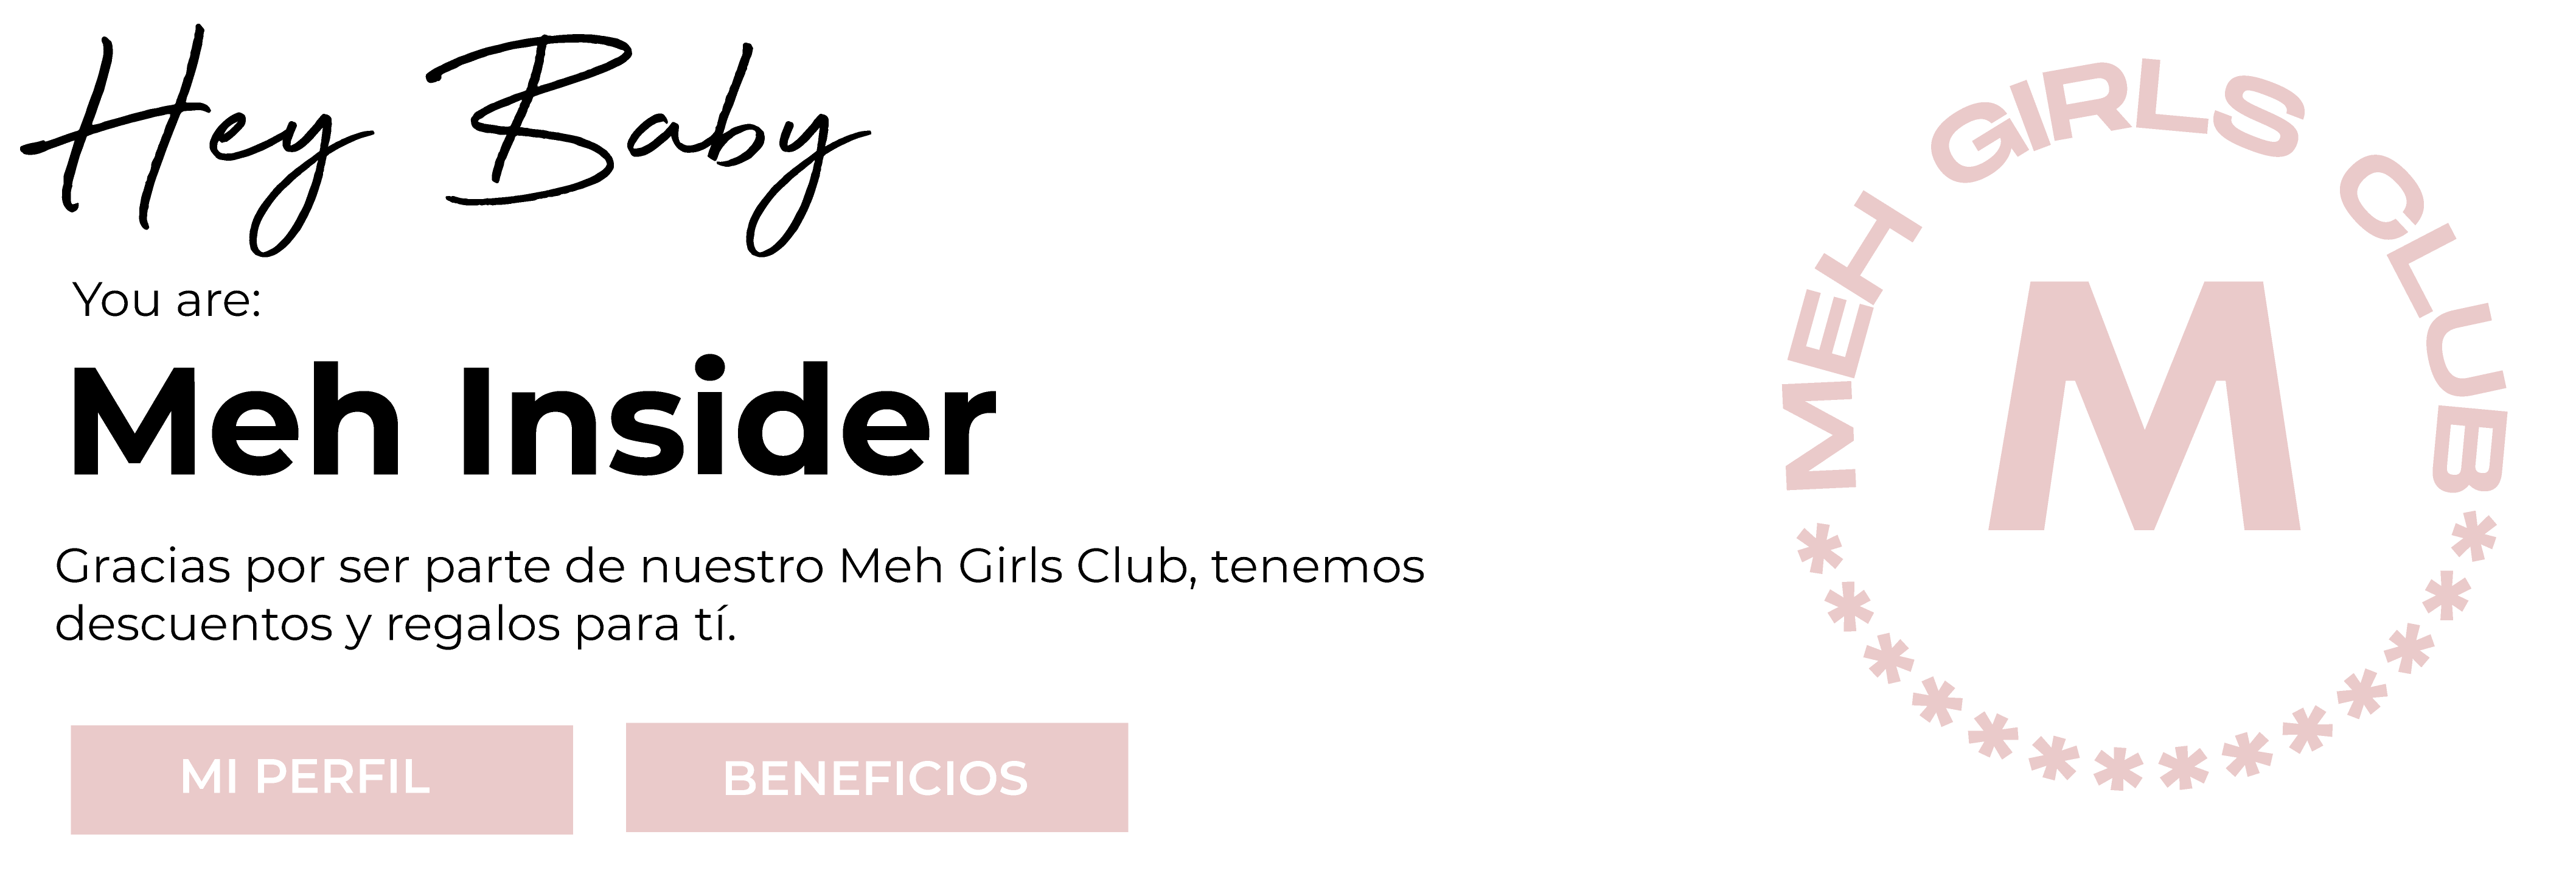 Hey Baby
You are:
Meh Insider
Gracias por ser parte de nuestro Meh Girls Club, tenemos
descuentos y regalos para tí.
MI PERFIL
BENEFICIOS
MEH GIRLS CLUB****************
M